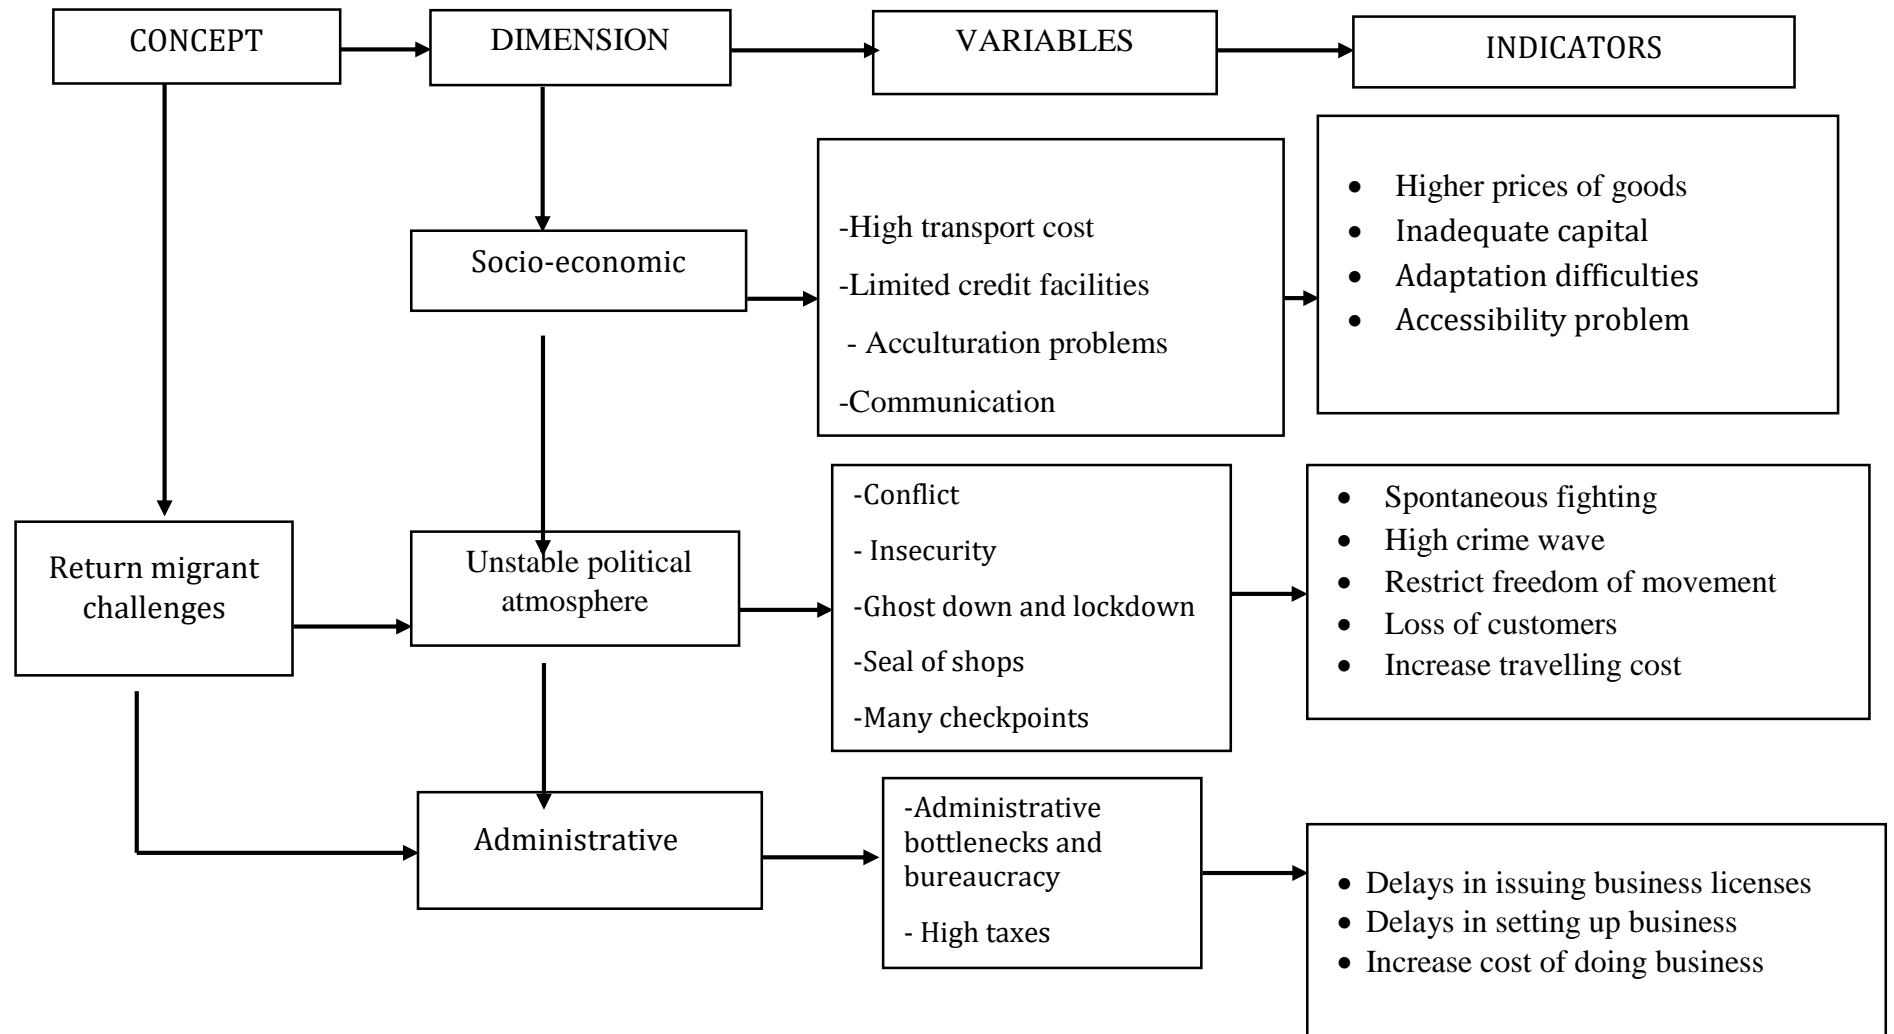 CONCEPT
DIMENSION
VARIABLES
INDICATORS
Socio-economic
-High transport cost
-Limited credit facilities
- Acculturation problems
-Communication
• Higher prices of goods
• Inadequate capital
• Adaptation difficulties
• Accessibility problem
Return migrant
challenges
Unstable political
atmosphere
-Conflict
- Insecurity
-Ghost down and lockdown
-Seal of shops
-Many checkpoints
• Spontaneous fighting
• High crime wave
• Restrict freedom of movement
• Loss of customers
• Increase travelling cost
Administrative
-Administrative
bottlenecks and
bureaucracy
- High taxes
• Delays in issuing business licenses
• Delays in setting up business
• Increase cost of doing business